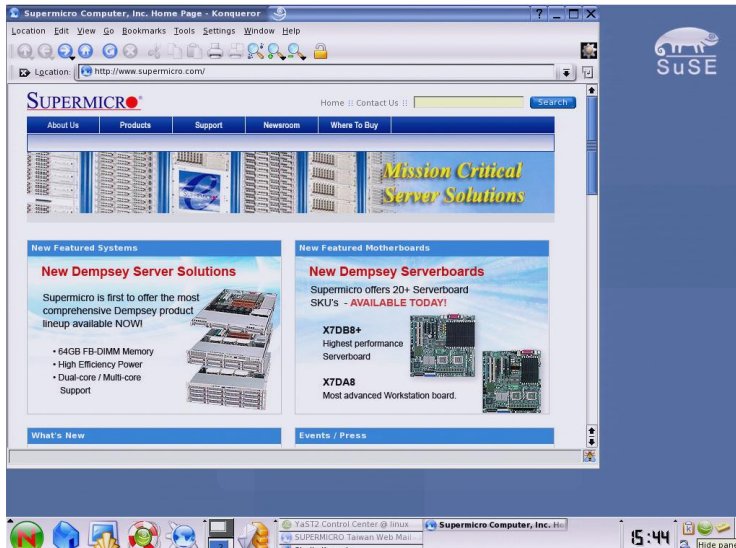 Supermicro Computer, Inc. Home Page - Konqueror
Location Edit View Go Bookmarks Tools Settings Window Help
Location: http://www.supermicro.com/
SUSE
SUPERMICRO
Home :: Contact Us :: Search
About Us Products Support Newsroom Where To Buy
Mission Critical
Server Solutions
New Featured Systems
New Dempsey Server Solutions
Supermicro is first to offer the most
comprehensive Dempsey product
lineup available NOW!
• 64GB FB-DIMM Memory
• High Efficiency Power
• Dual-core / Multi-core
Support
New Featured Motherboards
New Dempsey Serverboards
Supermicro offers 20+ Serverboard
SKU's - AVAILABLE TODAY!
X7DB8+
Highest performance
Serverboard
X7DA8
Most advanced Workstation board.
What's New
Events / Press
YaST2 Control Center @ linux
SUPERMICRO Taiwan Web Mail -
Supermicro Computer, Inc. Ho
15:44
Hide pane